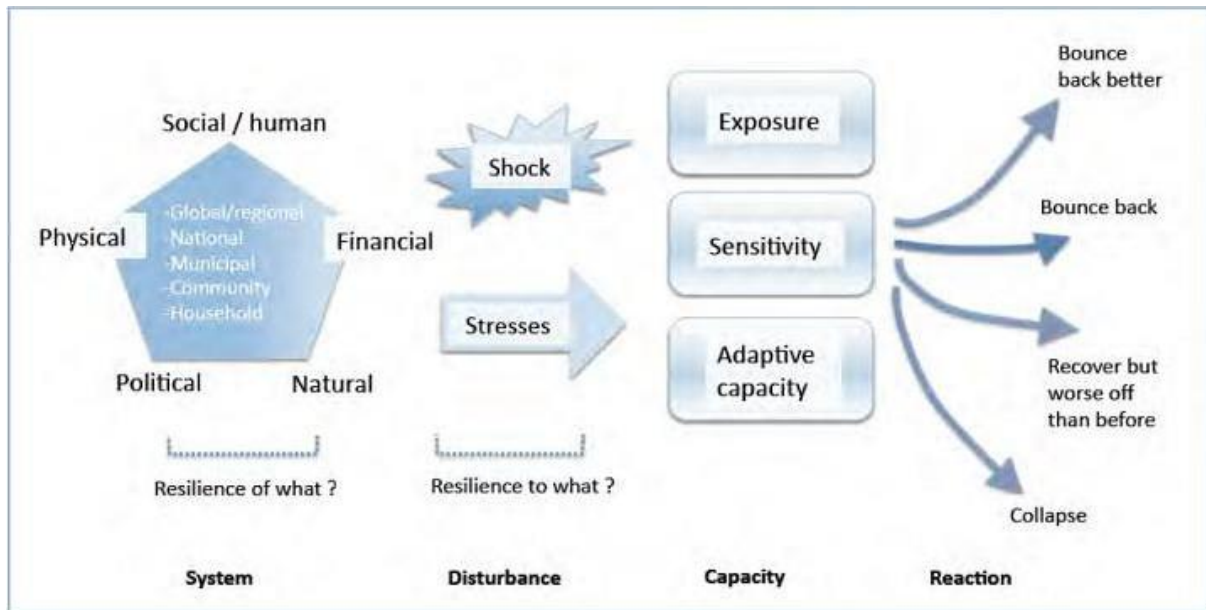 Social / human
Physical
Financial
Political
Natural
-Global/regional
-National
-Municipal
-Community
-Household
Resilience of what ?
Shock
Stresses
Resilience to what ?
Exposure
Sensitivity
Adaptive
capacity
Bounce
back better
Bounce back
Recover but
worse off
than before
Collapse
System
Disturbance
Capacity
Reaction